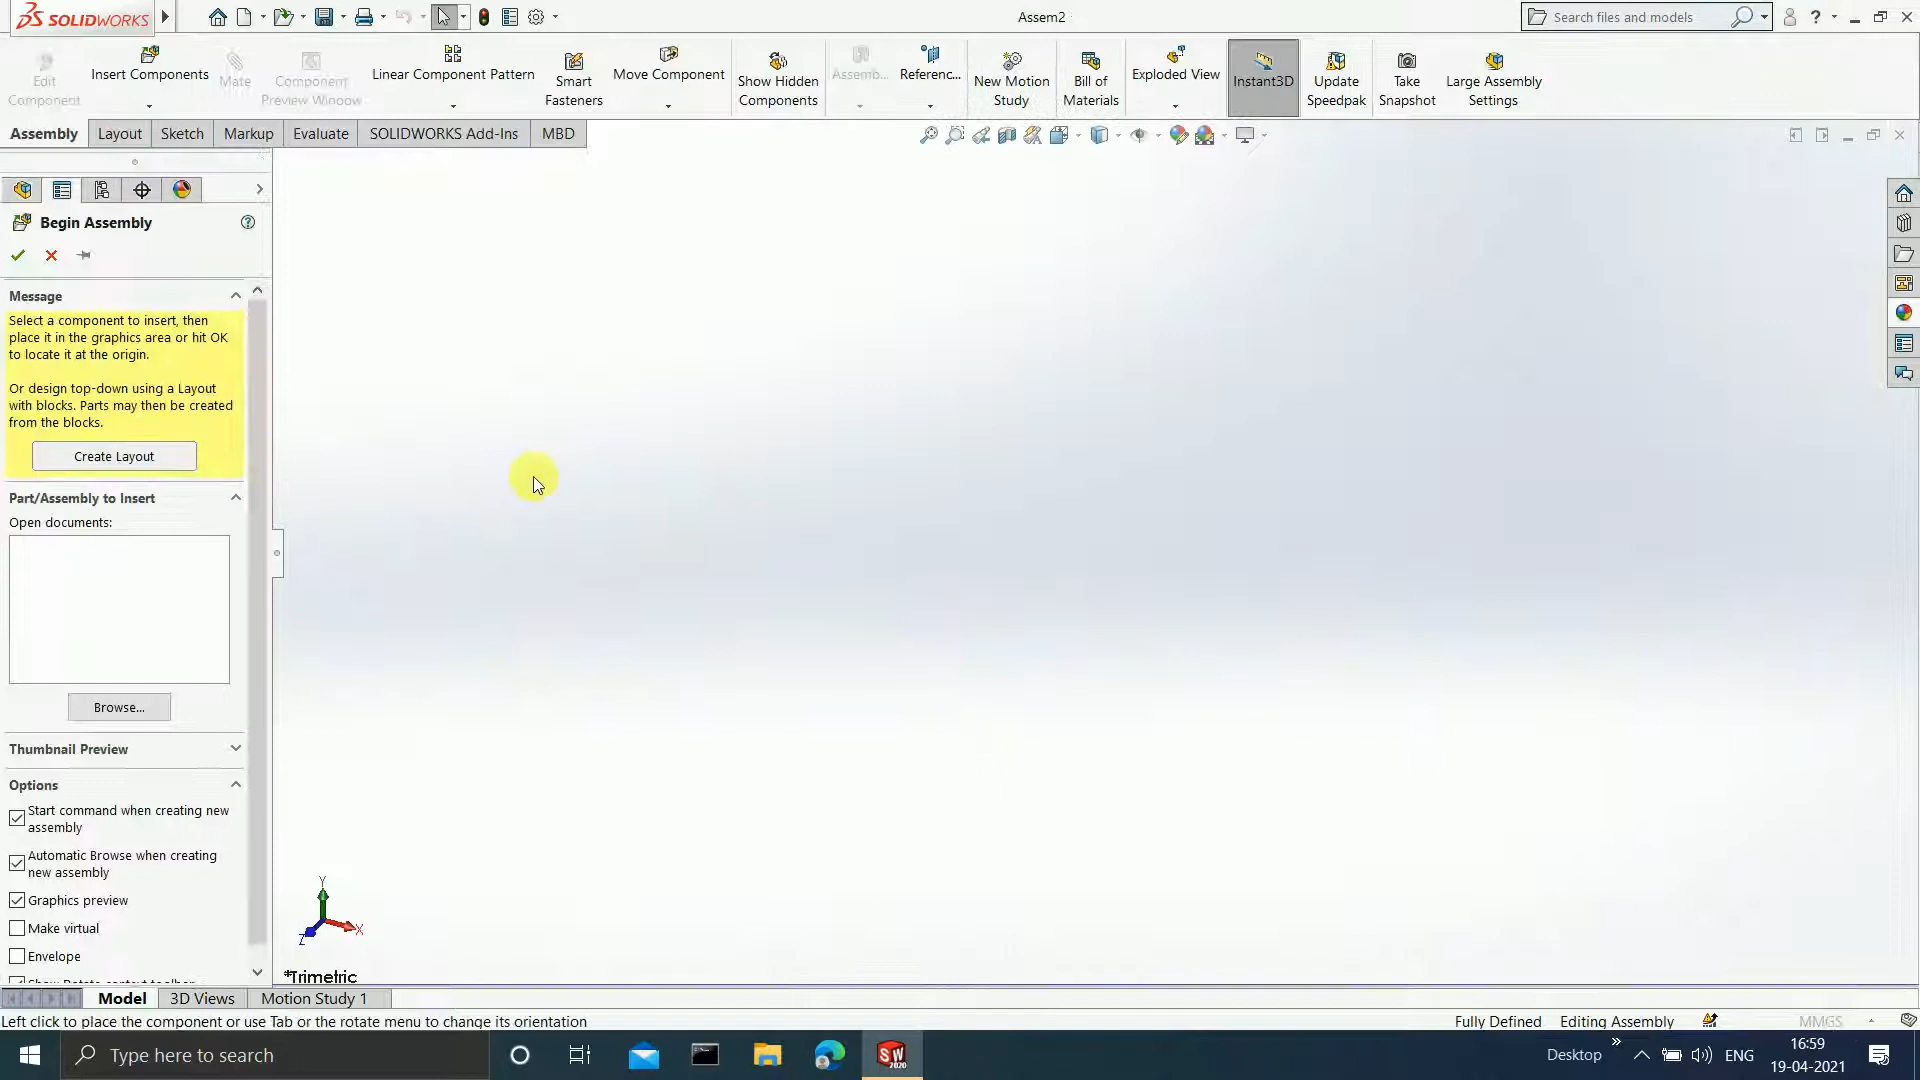 SOLIDWORKS
Assem2
Search files and models
Edit
Component
Insert Components
Mate
Component
Preview Window
Linear Component Pattern
Smart
Fasteners
Move Component
Show Hidden
Components
Assemb...
Referenc...
New Motion
Study
Bill of
Materials
Exploded View
Instant3D
Update
Speedpak
Take
Snapshot
Large Assembly
Settings
Assembly
Layout
Sketch
Markup
Evaluate
SOLIDWORKS Add-Ins
MBD
Begin Assembly
Message
Select a component to insert, then
place it in the graphics area or hit OK
to locate it at the origin.
Or design top-down using a Layout
with blocks. Parts may then be created
from the blocks.
Create Layout
Part/Assembly to Insert
Open documents:
Browse...
Thumbnail Preview
Options
Start command when creating new
assembly
Automatic Browse when creating
new assembly
Graphics preview
Make virtual
Envelope
Y
X
Z
*Trimetric
Model
3D Views
Motion Study 1
Left click to place the component or use Tab or the rotate menu to change its orientation
Fully Defined
Editing Assembly
MMGS
Type here to search
SW
2020
Desktop
ENG
16:59
19-04-2021